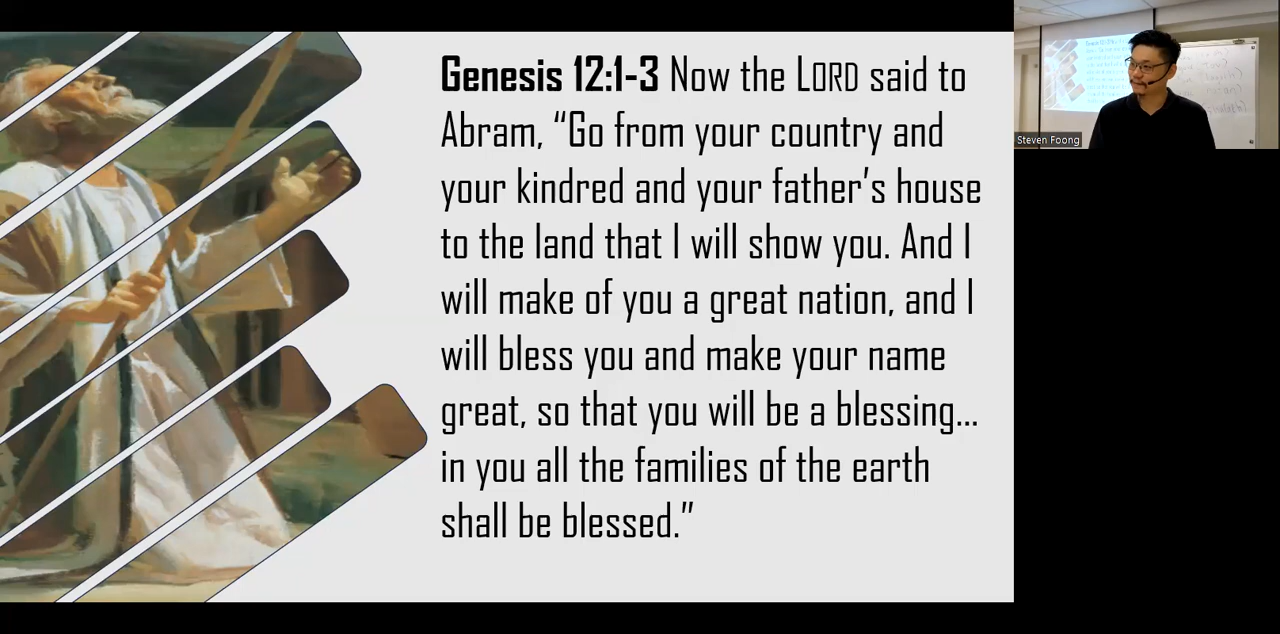 Genesis 12:1-3 Now the LORD said to
Abram, “Go from your country and
your kindred and your father’s house
to the land that I will show you. And I
will make of you a great nation, and I
will bless you and make your name
great, so that you will be a blessing…
in you all the families of the earth
shall be blessed.”
Steven Foong